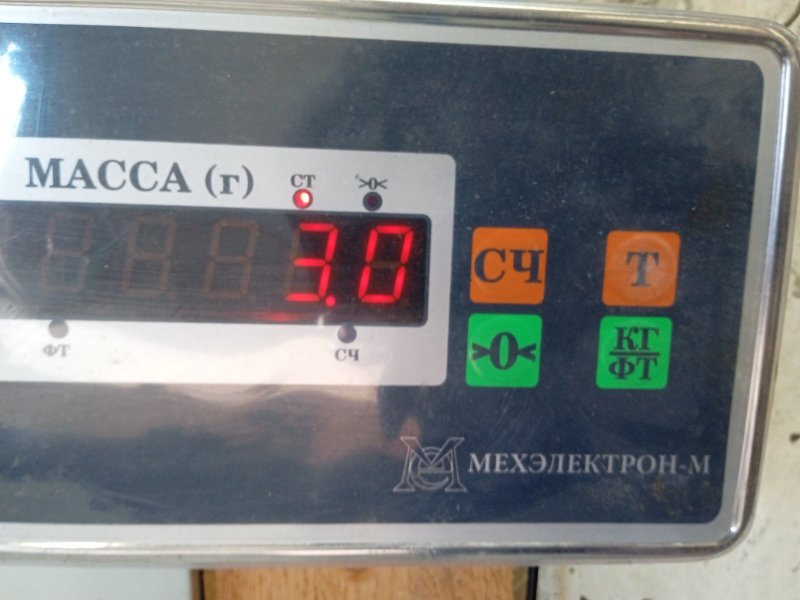 МАССА (г)
СТ
>0<
3.0
ФТ
СЧ
СЧ
Т
>0<
КГ
ФТ
МЕХЭЛЕКТРОН-М